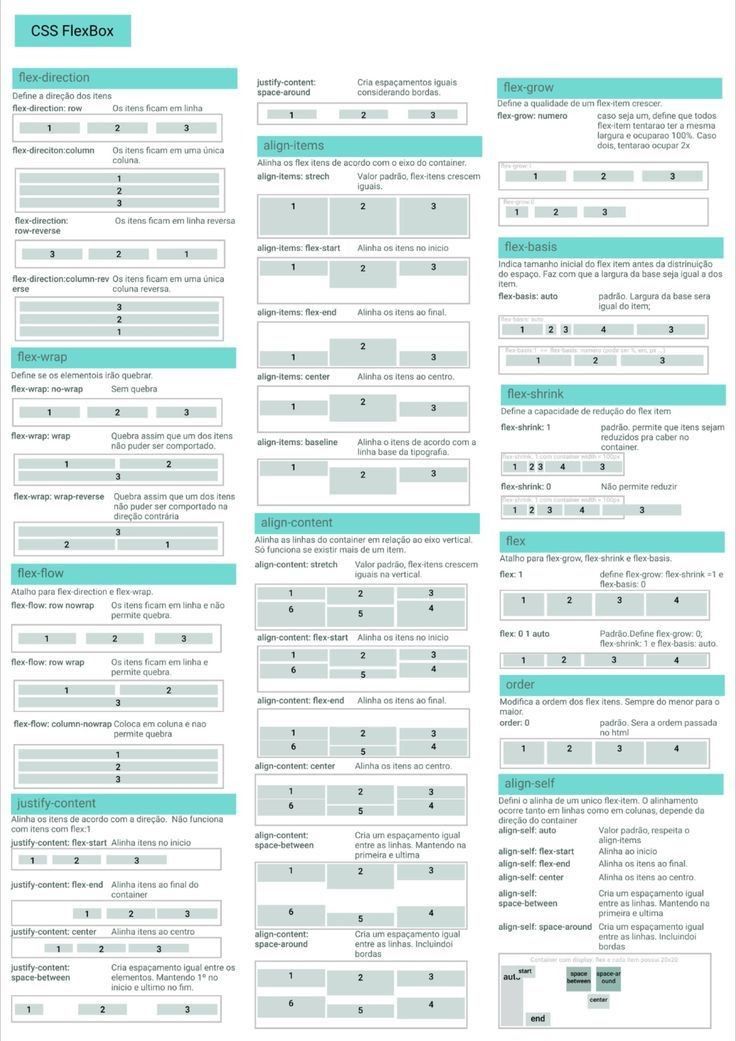 CSS FlexBox
flex-direction
Define a direção dos itens
flex-direction: row Os itens ficam em linha
1 2 3
flex-direciton:column Os itens ficam em uma única
coluna.
1
2
3
flex-direction: Os itens ficam em linha reversa
row-reverse
3 2 1
flex-direction:column-rev Os itens ficam em uma única
erse coluna reversa.
3
2
1
flex-wrap
Define se os elementois irão quebrar.
flex-wrap: no-wrap Sem quebra
1 2 3
flex-wrap: wrap Quebra assim que um dos itens
não puder ser comportado.
1 2
3
flex-wrap: wrap-reverse Quebra assim que um dos itens
não puder ser comportado na
direção contrária
3
2 1
flex-flow
Atalho para flex-direction e flex-wrap.
flex-flow: row nowrap Os itens ficam em linha e não
permite quebra.
1 2 3
flex-flow: row wrap Os itens ficam em linha e
permite quebra.
1 2
3
flex-flow: column-nowrap Coloca em coluna e nao
permite quebra
1
2
3
justify-content
Alinha os itens de acordo com a direção. Não funciona
com itens com flex:1
justify-content: flex-start Alinha itens no inicio
1 2 3
justify-content: flex-end Alinha itens ao final do
container
1 2 3
justify-content: center Alinha itens ao centro
1 2 3
justify-content: Cria espaçamento igual entre os
space-between elementos. Mantendo 1º no
inicio e ultimo no fim.
1 2 3
justify-content: Cria espaçamentos iguais
space-around considerando bordas.
1 2 3
align-items
Alinha os flex itens de acordo com o eixo do container.
align-items: strech Valor padrão, flex-itens crescem
iguais.
1 2 3
align-items: flex-start Alinha os itens no inicio
1 2 3
align-items: flex-end Alinha os itens ao final.
1 2 3
align-items: center Alinha os itens ao centro.
1 2 3
align-items: baseline Alinha o itens de acordo com a
linha base da tipografia.
1 2 3
align-content
Alinha as linhas do container em relação ao eixo vertical.
Só funciona se existir mais de um item.
align-content: stretch Valor padrão, flex-itens crescem
iguais na vertical.
1 2 3
6 5 4
align-content: flex-start Alinha os itens no inicio
1 2 3
6 5 4
align-content: flex-end Alinha os itens ao final.
1 2 3
6 5 4
align-content: center Alinha os itens ao centro.
1 2 3
6 5 4
align-content: Cria um espaçamento igual
space-between entre as linhas. Mantendo na
primeira e ultima
1 2 3
6 5 4
align-content: Cria um espaçamento igual
space-around entre as linhas. Incluindoi
bordas
1 2 3
6 5 4
flex-grow
Define a qualidade de um flex-item crescer.
flex-grow: numero caso seja um, define que todos
flex-item tentarao ter a mesma
largura e ocuparao 100%. Caso
dois, tentarao ocupar 2x
flex-grow:1
1 2 3
flex-grow:0
1 2 3
flex-basis
Indica tamanho inicial do flex item antes da distrinuição
do espaço. Faz com que a largura da base seja igual a dos
item.
flex-basis: auto padrão. Largura da base sera
igual do item;
flex-basis: auto
1 2 3 4 3
1 2 3
flex-shrink
Define a capacidade de redução do flex item
flex-shrink: 1 padrão. permite que itens sejam
reduzidos pra caber no
container.
flex-shrink: 1 com container width = 100px
1 2 3 4 3
flex-shrink: 0 Não permite reduzir
flex-shrink: 1 com container width = 100px
1 2 3 4 3
flex
Atalho para flex-grow, flex-shrink e flex-basis.
flex: 1 define flex-grow: flex-shrink =1 e
flex-basis: 0
1 2 3 4
flex: 0 1 auto Padrão.Define flex-grow: 0;
flex-shrink: 1 e flex-basis: auto.
1 2 3 4
order
Modifica a ordem dos flex itens. Sempre do menor para o
maior.
order: 0 padrão. Sera a ordem passada
no html
1 2 3 4
align-self
Defini o alinha de um unico flex-item. O alinhamento
ocorre tanto em linhas como em colunas, depende da
direção do container
align-self: auto Valor padrão, respeita o
align-items
align-self: flex-start Alinha ao inicio
align-self: flex-end Alinha os itens ao final.
align-self: center Alinha os itens ao centro.
align-self: Cria um espaçamento igual
space-between entre as linhas. Mantendo na
primeira e ultima
align-self: space-around Cria um espaçamento igual
entre as linhas. Incluindoi
bordas
Container com display: flex e cada item possui 20x20
auto start space space-ar
between ound
center
end